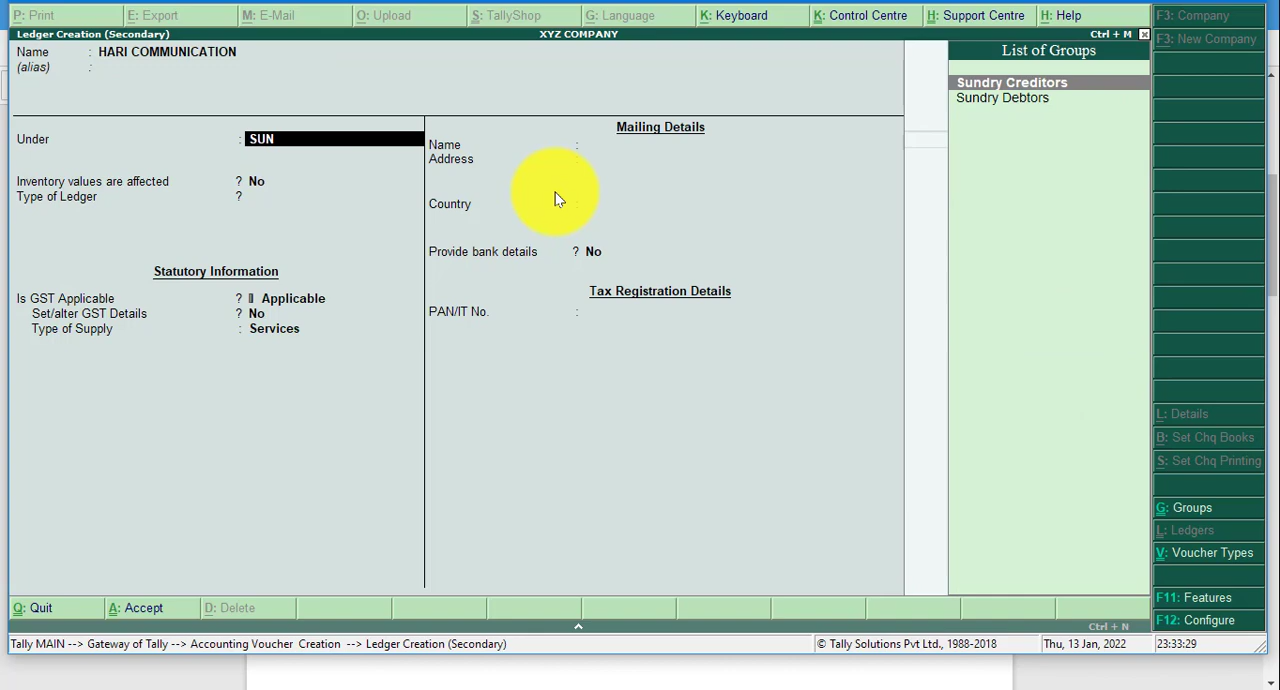 P: Print
E: Export
M: E-Mail
O: Upload
S: TallyShop
G: Language
K: Keyboard
K: Control Centre
H: Support Centre
H: Help
Ledger Creation (Secondary)
XYZ COMPANY
Ctrl + M
Name : HARI COMMUNICATION
(alias) :
Under : SUN
Inventory values are affected ? No
Type of Ledger ?
Statutory Information
Is GST Applicable ? Applicable
Set/alter GST Details ? No
Type of Supply : Services
Mailing Details
Name :
Address :
Country :
Provide bank details ? No
Tax Registration Details
PAN/IT No. :
List of Groups
Sundry Creditors
Sundry Debtors
F3: Company
F3: New Company
L: Details
B: Set Chq Books
S: Set Chq Printing
G: Groups
L: Ledgers
V: Voucher Types
F11: Features
F12: Configure
Q: Quit
A: Accept
D: Delete
Ctrl + N
Tally MAIN --> Gateway of Tally --> Accounting Voucher Creation --> Ledger Creation (Secondary)
© Tally Solutions Pvt Ltd., 1988-2018
Thu, 13 Jan, 2022
23:33:29